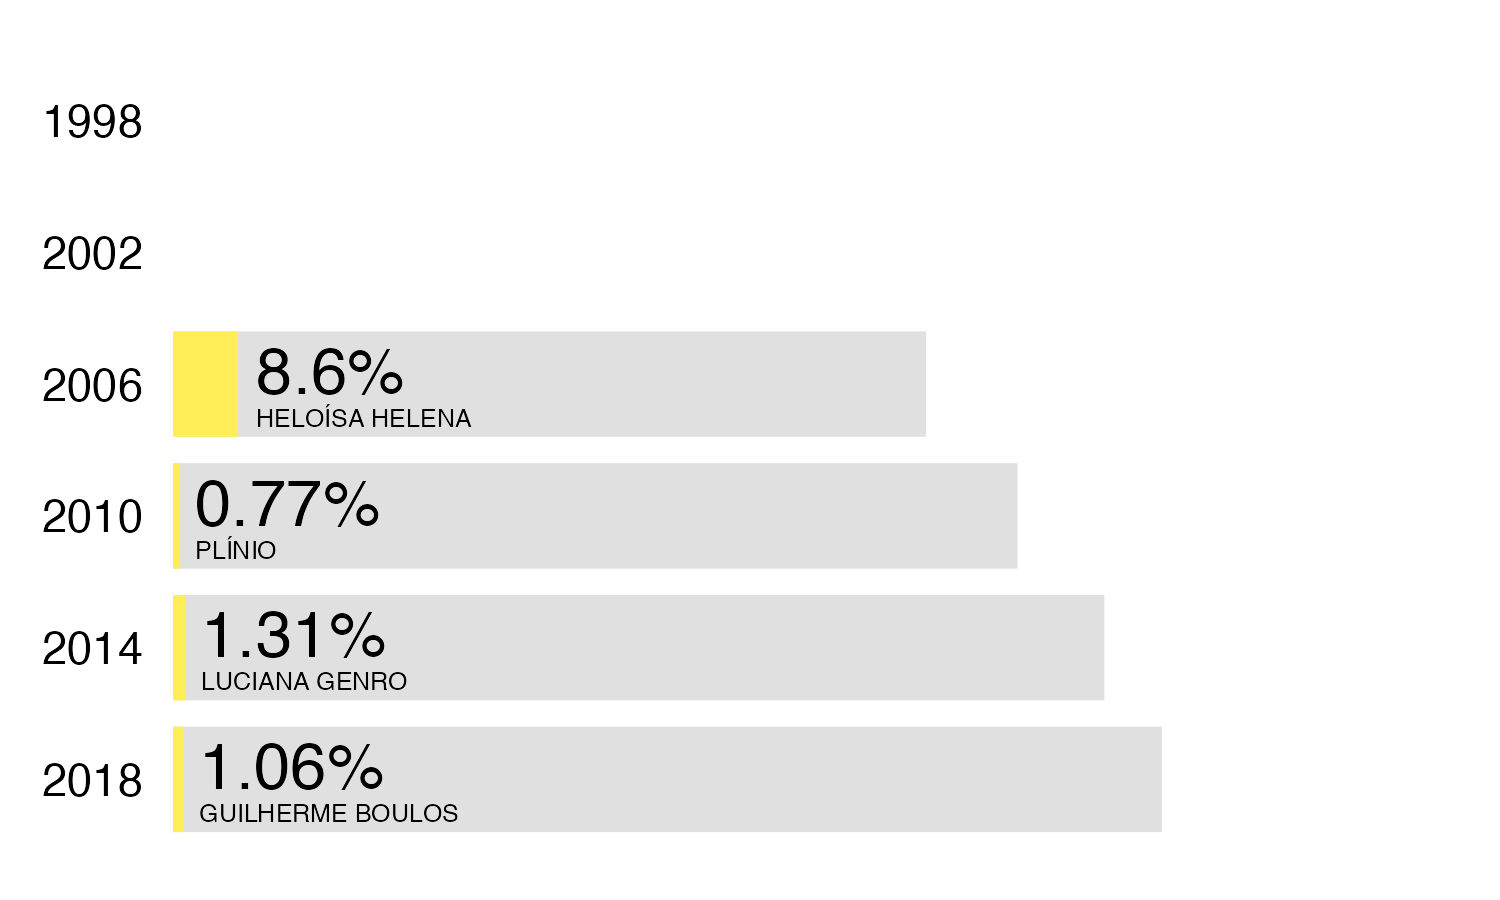 1998
2002
2006
8.6%
HELOÍSA HELENA
2010
0.77%
PLÍNIO
2014
1.31%
LUCIANA GENRO
2018
1.06%
GUILHERME BOULOS